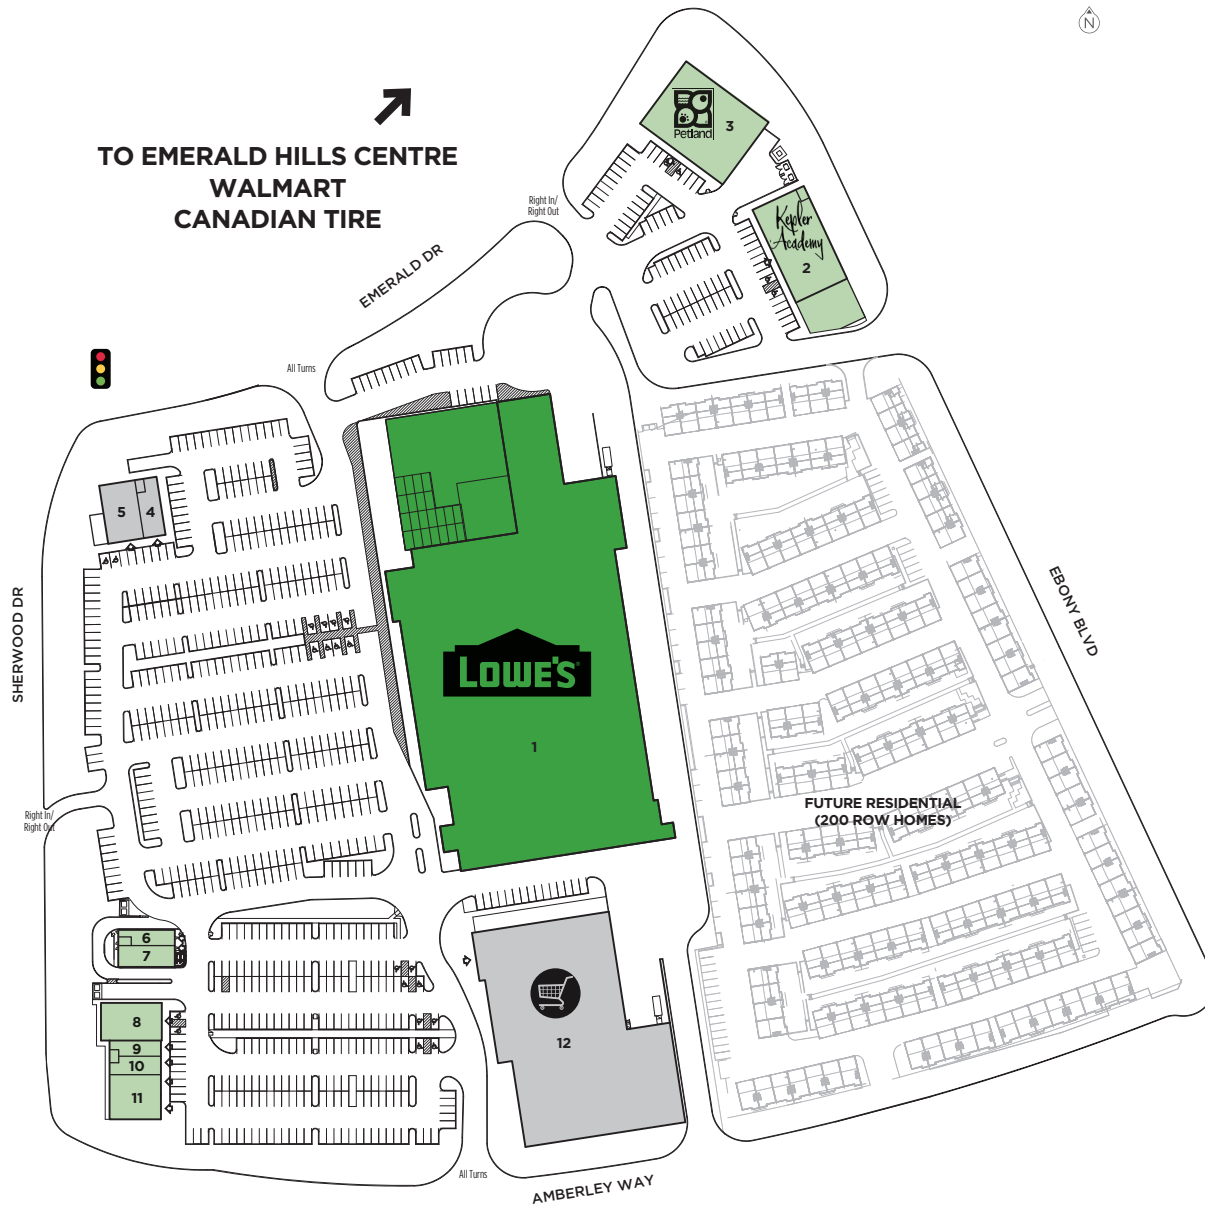 N
TO EMERALD HILLS CENTRE
WALMART
CANADIAN TIRE
Petland
3
Right In/
Right Out
Kepler
Academy
2
EMERALD DR
All Turns
5
4
SHERWOOD DR
EBONY BLVD
LOWE'S
1
FUTURE RESIDENTIAL
(200 ROW HOMES)
Right In/
Right Out
6
7
8
9
10
11
12
All Turns
AMBERLEY WAY